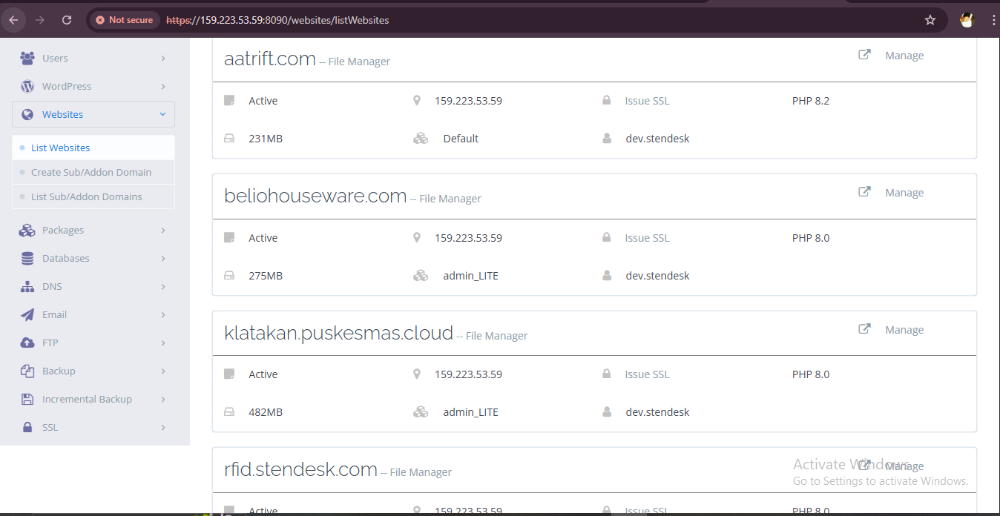 Not secure https://159.223.53.59:8090/websites/listWebsites
Users
WordPress
Websites
List Websites
Create Sub/Addon Domain
List Sub/Addon Domains
Packages
Databases
DNS
Email
FTP
Backup
Incremental Backup
SSL
aatrift.com -- File Manager Manage
Active 159.223.53.59 Issue SSL PHP 8.2
231MB Default dev.stendesk
beliohouseware.com -- File Manager Manage
Active 159.223.53.59 Issue SSL PHP 8.0
275MB admin_LITE dev.stendesk
klatakan.puskesmas.cloud -- File Manager Manage
Active 159.223.53.59 Issue SSL PHP 8.0
482MB admin_LITE dev.stendesk
rfid.stendesk.com -- File Manager Manage
Activate Windows
Go to Settings to activate Windows.
Active 159.223.53.59 Issue SSL PHP 8.0